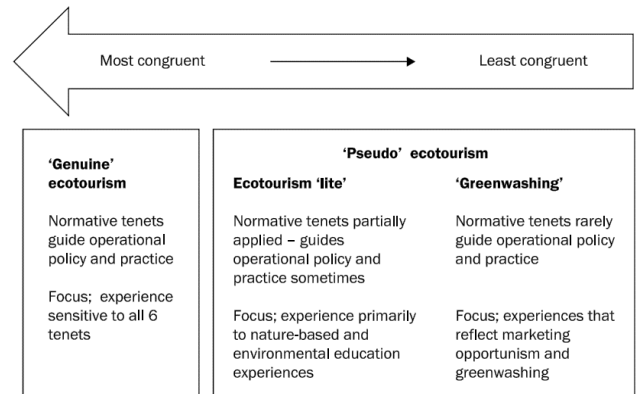 Most congruent
Least congruent
‘Genuine’
ecotourism
Normative tenets
guide operational
policy and practice
Focus; experience
sensitive to all 6
tenets
‘Pseudo’ ecotourism
Ecotourism ‘lite’
Normative tenets partially
applied – guides
operational policy and
practice sometimes
Focus; experience primarily
to nature-based and
environmental education
experiences
‘Greenwashing’
Normative tenets rarely
guide operational policy
and practice
Focus; experiences that
reflect marketing
opportunism and
greenwashing